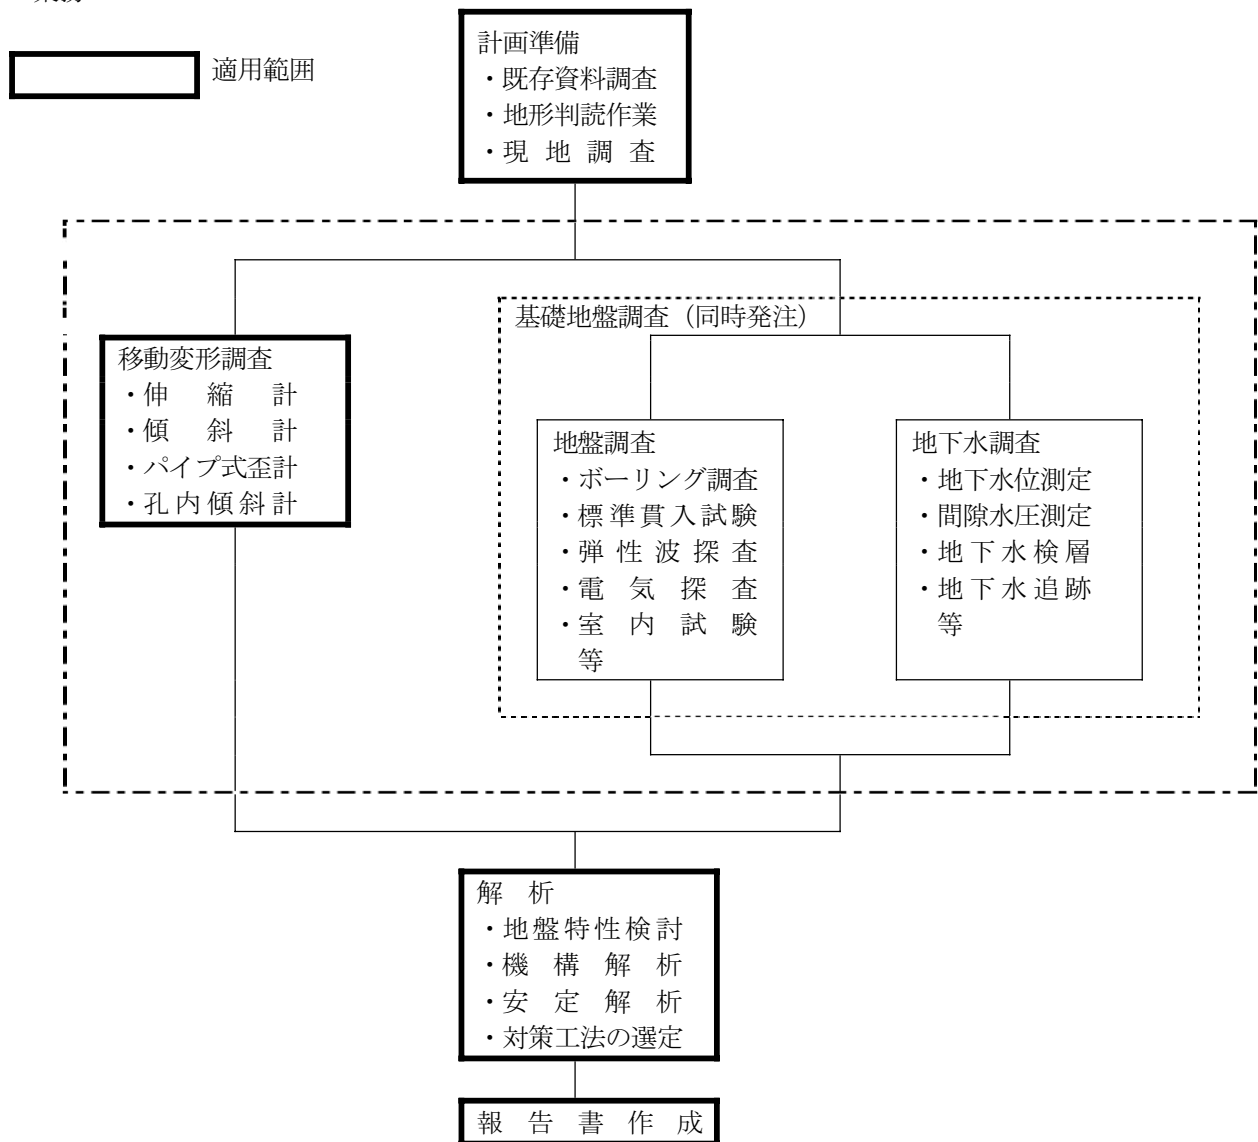 適用範囲
計画準備
・既存資料調査
・地形判読作業
・現地調査
基礎地盤調査（同時発注）
移動変形調査
・伸縮計
・傾斜計
・パイプ式歪計
・孔内傾斜計
地盤調査
・ボーリング調査
・標準貫入試験
・弾性波探査
・電気探査
・室内試験
等
地下水調査
・地下水位測定
・間隙水圧測定
・地下水検層
・地下水追跡
等
解析
・地盤特性検討
・機構解析
・安定解析
・対策工法の選定
報告書作成